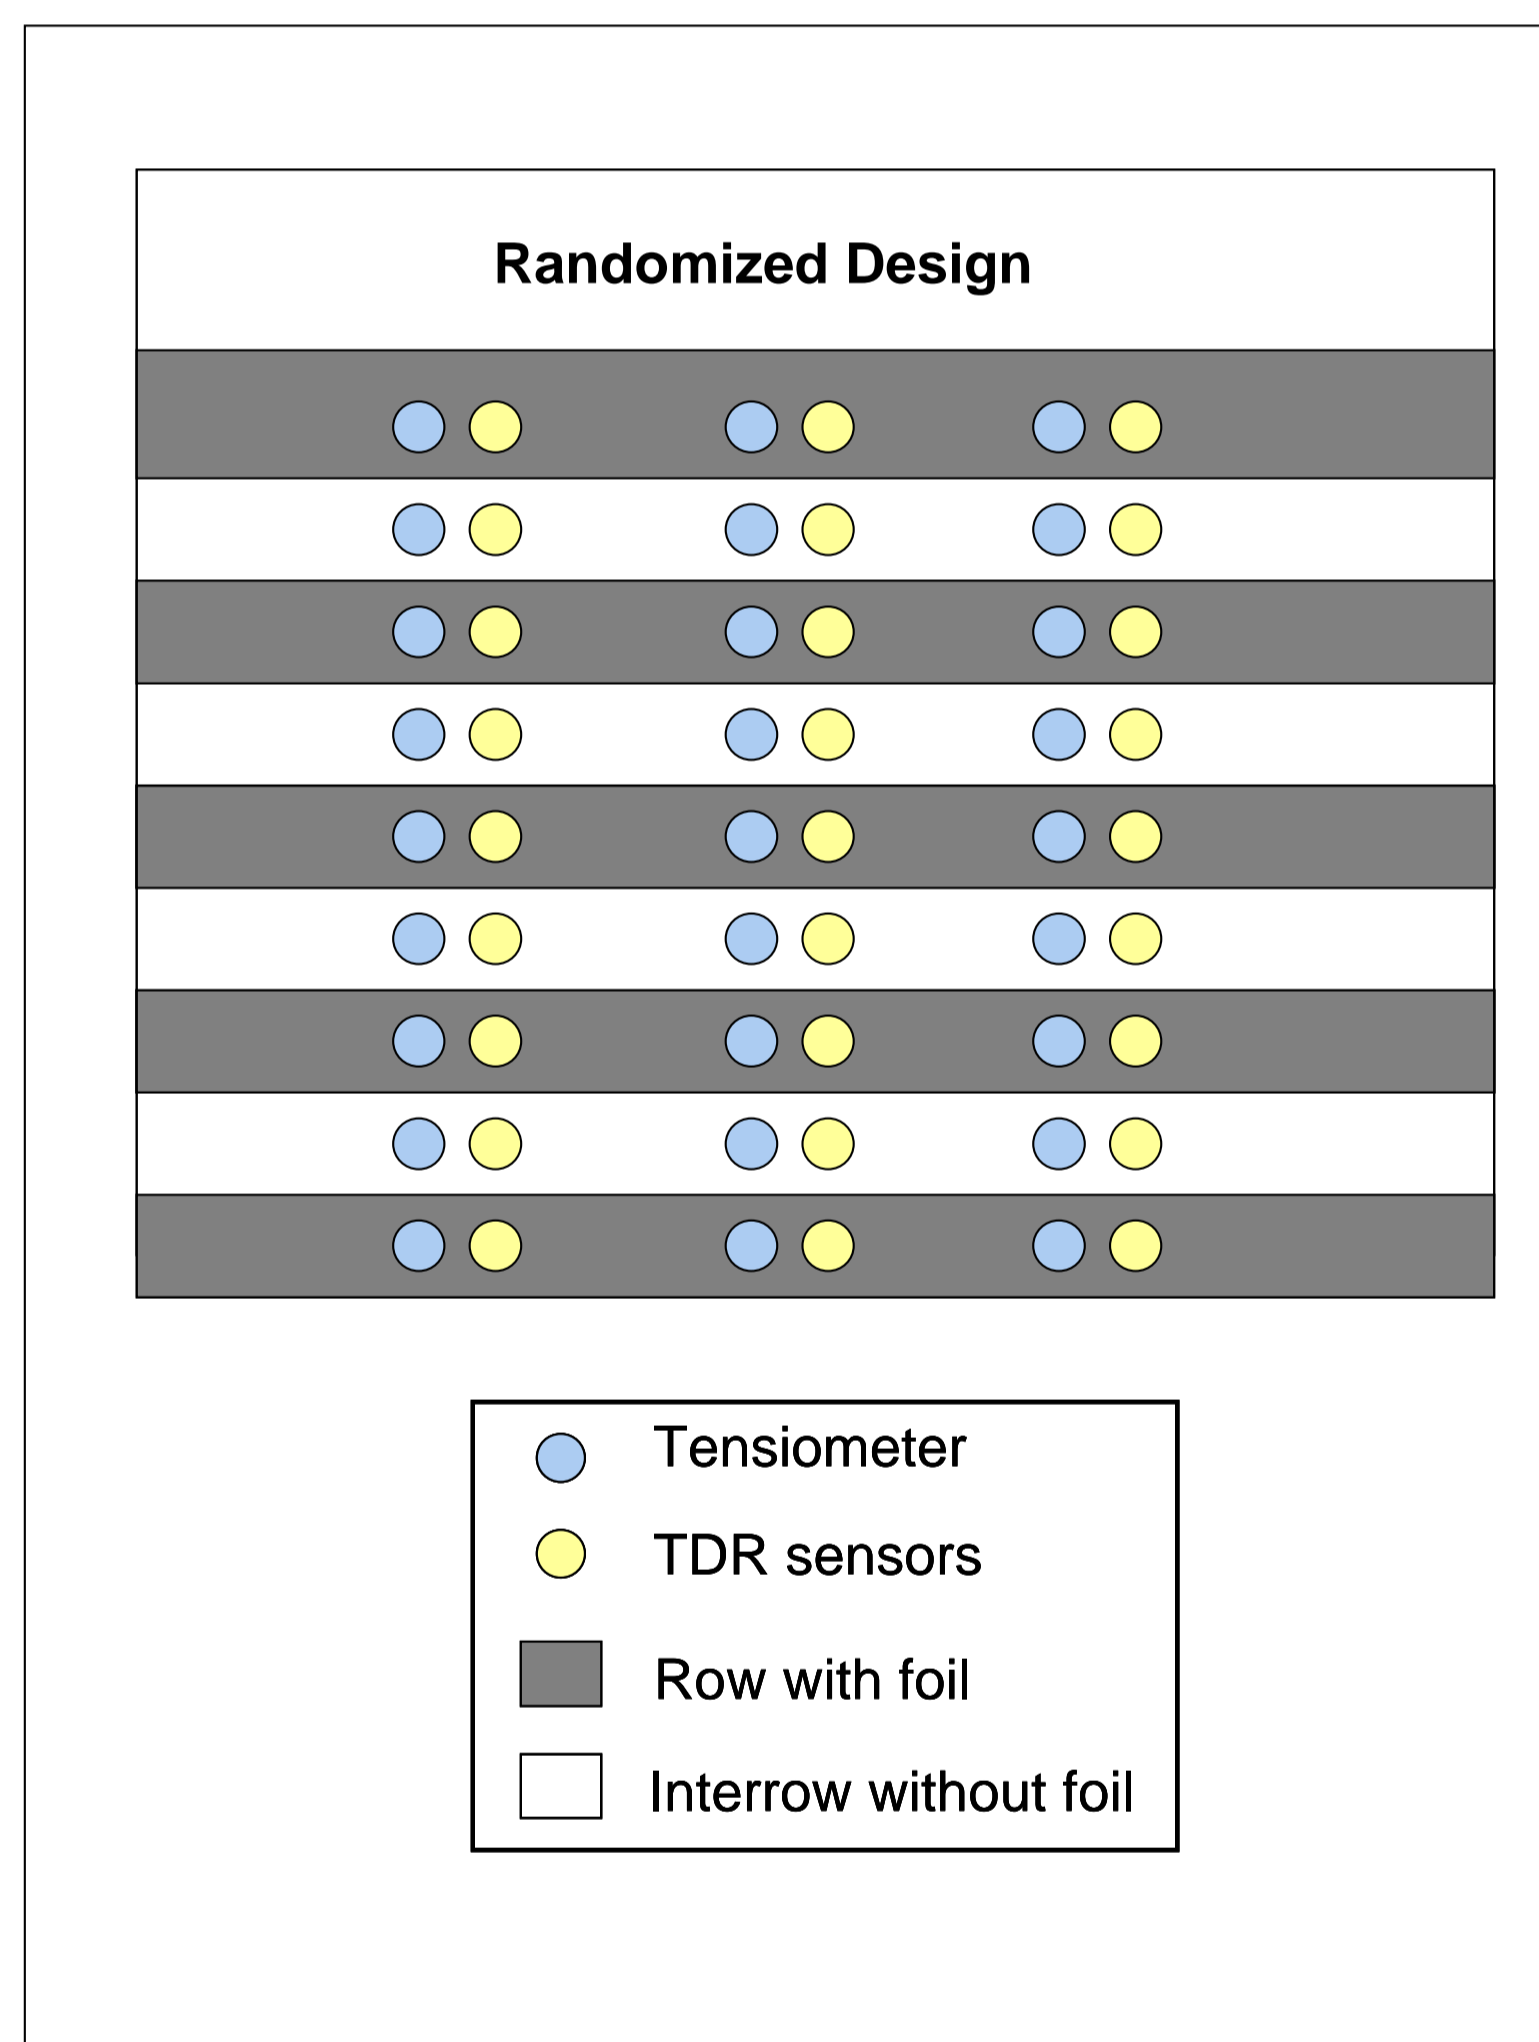 Randomized Design
Tensiometer
TDR sensors
Row with foil
Interrow without foil